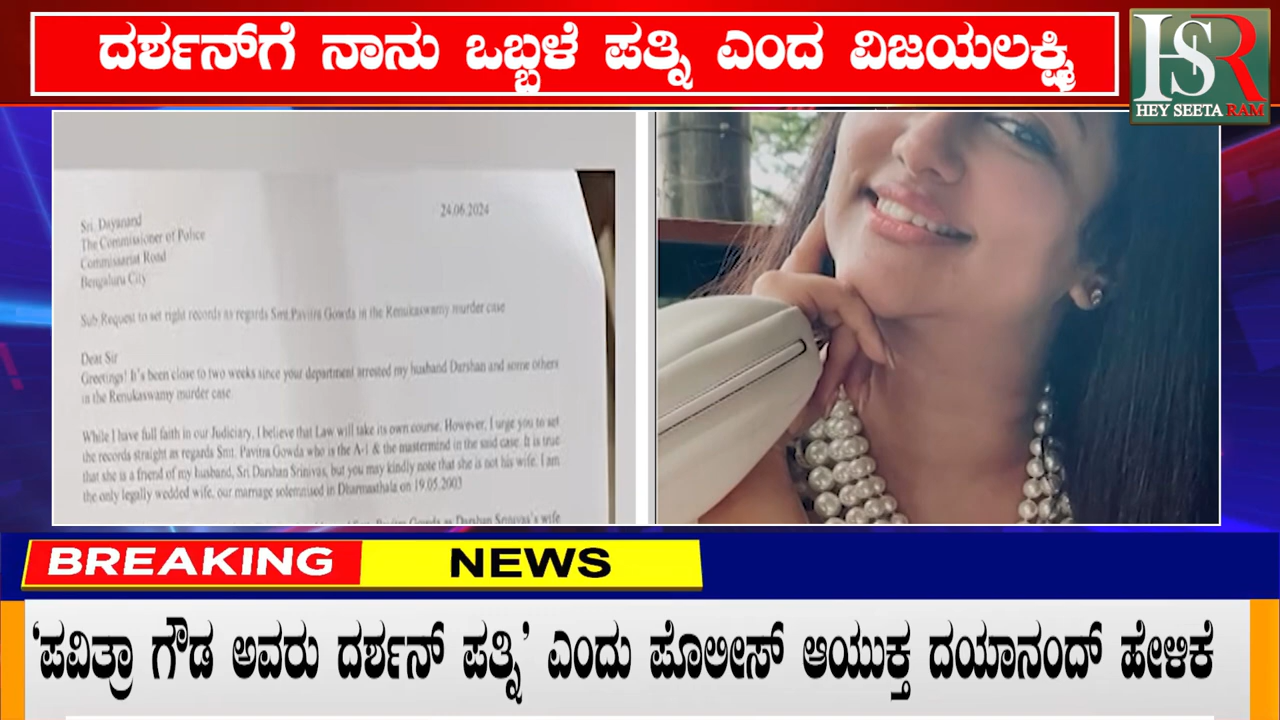 ದರ್ಶನ್‌ಗೆ ನಾನು ಒಬ್ಬಳೆ ಪತ್ನಿ ಎಂದ ವಿಜಯಲಕ್ಷ್ಮಿ
HSR
HEY SEETA RAM
24.06.2024
Sri. Dayanand
The Commissioner of Police
Commissariat Road
Bengaluru City
Sub:Request to set right records as regards Smt.Pavitra Gowda in the Renukaswamy murder case
Dear Sir
Greetings! It's been close to two weeks since your department arrested my husband Darshan and some others
in the Renukaswamy murder case.
While I have full faith in our Judiciary, I believe that Law will take its own course. However, I urge you to set
the records straight as regards Smt. Pavitra Gowda who is the A-1 & the mastermind in the said case. It is true
that she is a friend of my husband, Sri Darshan Srinivas, but you may kindly note that she is not his wife. I am
the only legally wedded wife, our marriage solemnised in Dharmasthala on 19.05.2003
Pavitra Gowda as Darshan Srinivas's wife
BREAKING NEWS
‘ಪವಿತ್ರಾ ಗೌಡ ಅವರು ದರ್ಶನ್ ಪತ್ನಿ’ ಎಂದು ಪೊಲೀಸ್ ಆಯುಕ್ತ ದಯಾನಂದ್ ಹೇಳಿಕೆ